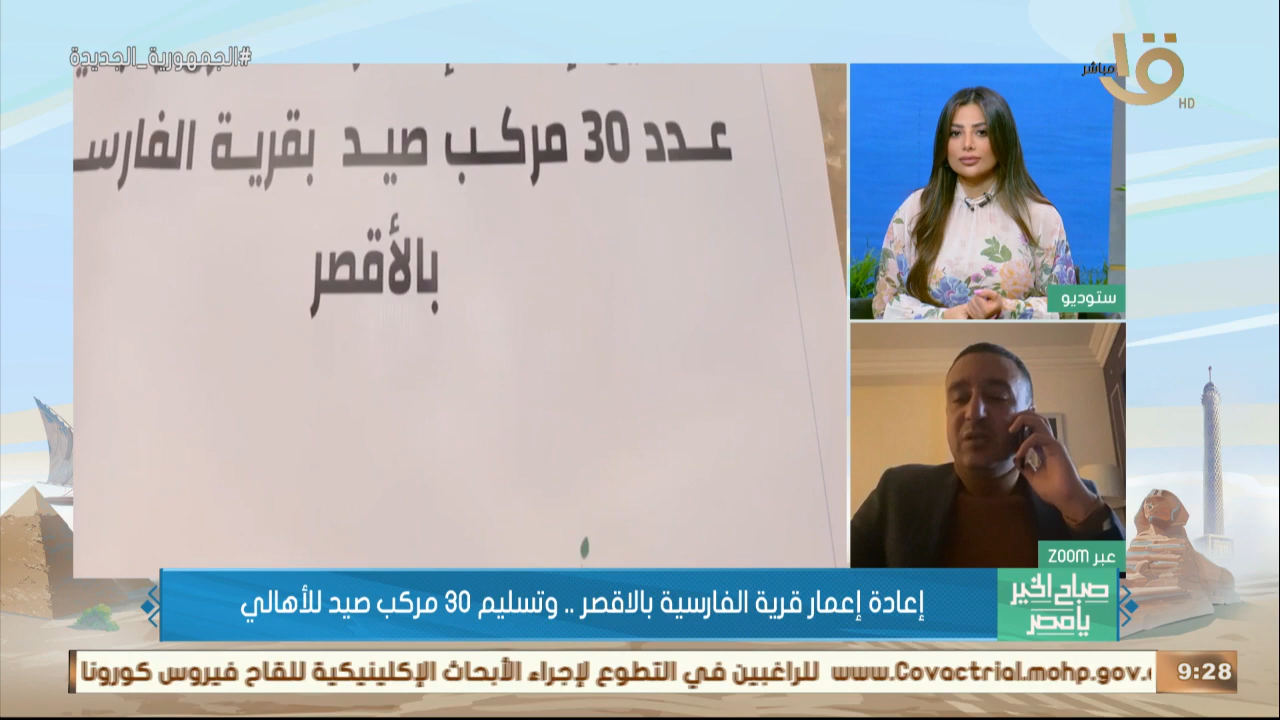 #الجمهورية_الجديدة
مباشر
HD
عدد 30 مركب صيد بقرية الفارسـ
بالأقصر
ستوديو
عبر ZOOM
إعادة إعمار قرية الفارسية بالاقصر .. وتسليم 30 مركب صيد للأهالي
صباح الخير
يا مصر
للراغبين في التطوع لإجراء الأبحاث الإكلينيكية للقاح فيروس كورونا www.Covactrial.mohp.gov.
9:28